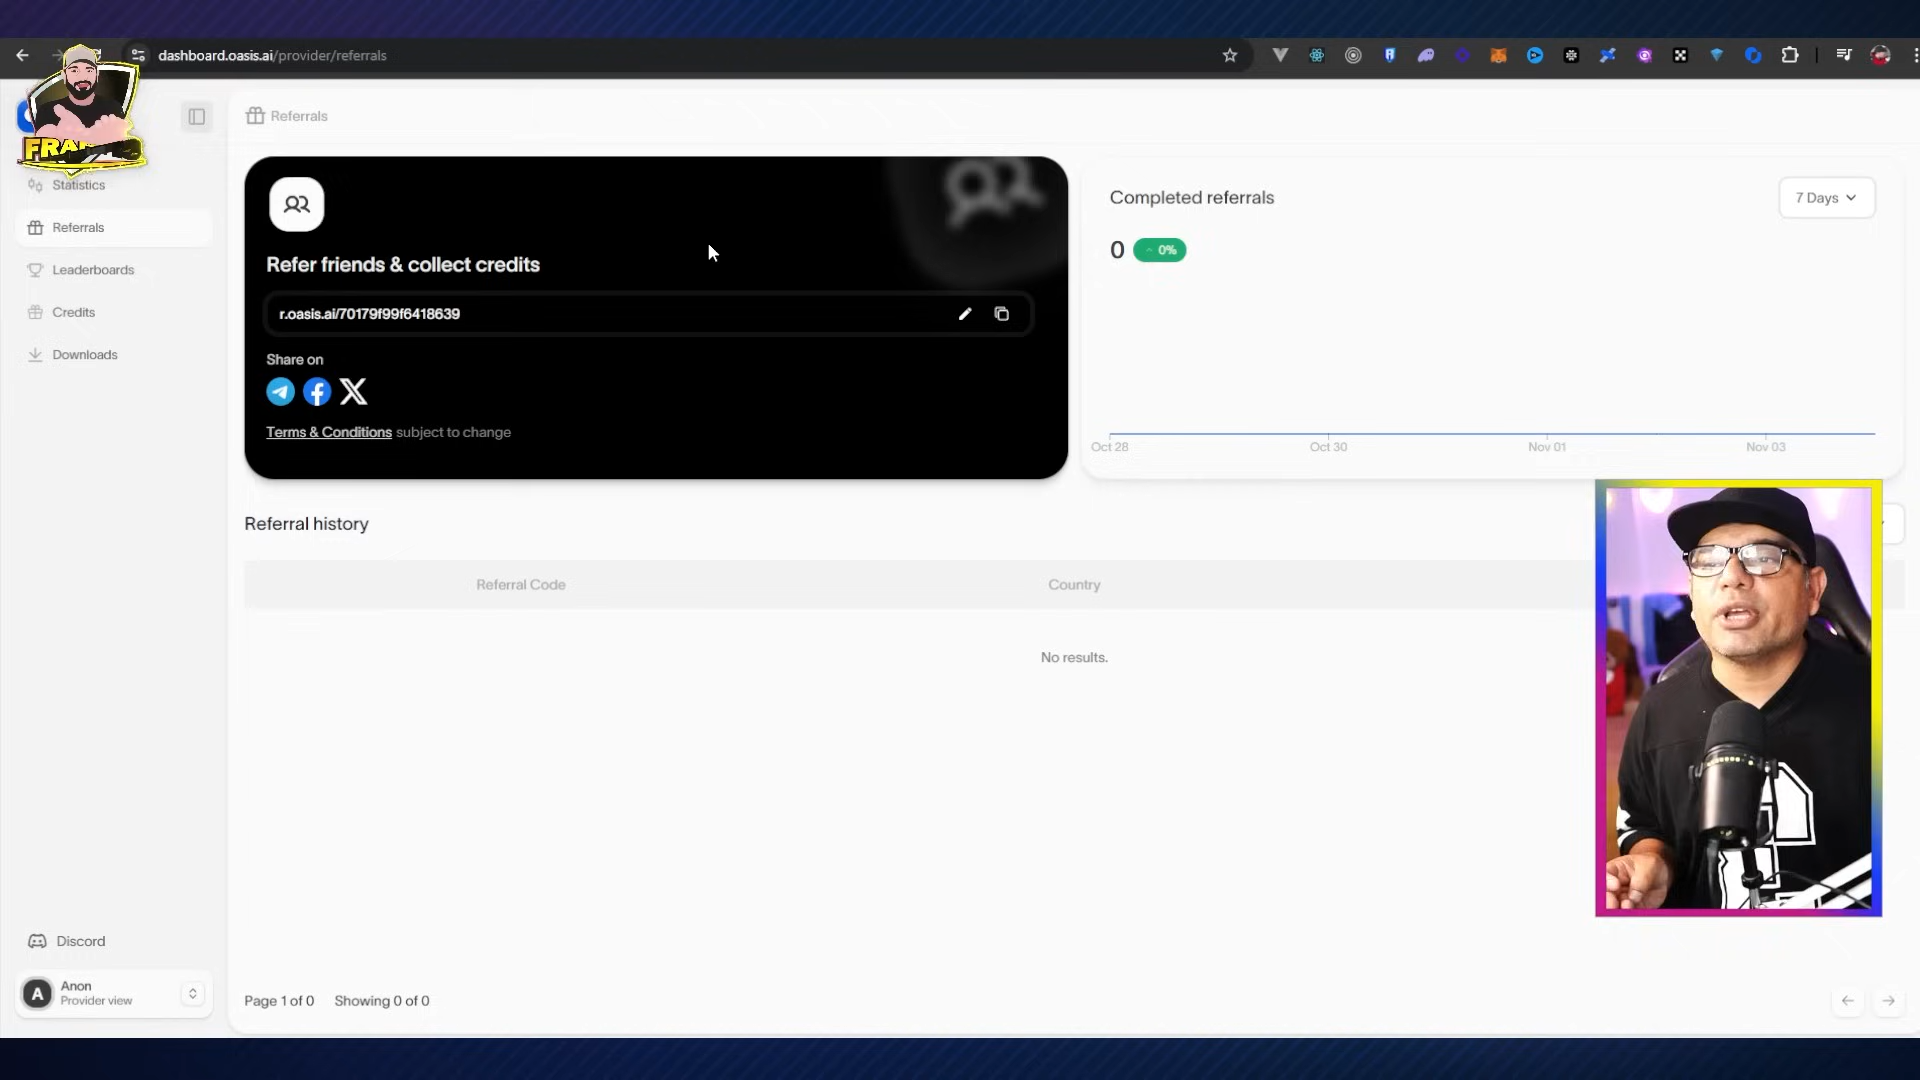 dashboard.oasis.ai/provider/referrals
Referrals
Statistics
Referrals
Leaderboards
Credits
Downloads
Refer friends & collect credits
r.oasis.ai/70179f99f6418639
Share on
Terms & Conditions subject to change
Completed referrals
7 Days
0 0%
Oct 28 Oct 30 Nov 01 Nov 03
Referral history
Referral Code Country
No results.
Discord
A
Anon
Provider view
Page 1 of 0 Showing 0 of 0